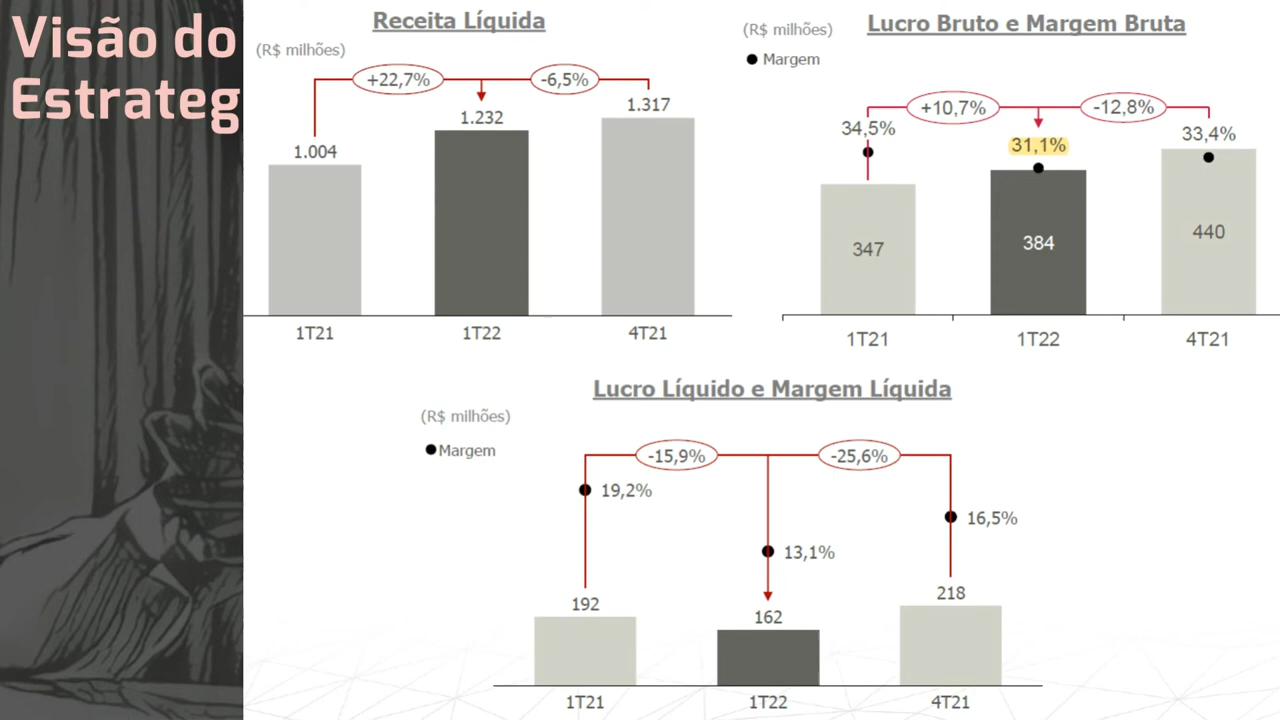 Visão do
Estrateg
Receita Líquida
(R$ milhões)
+22,7%
-6,5%
1.004
1.232
1.317
1T21
1T22
4T21
Lucro Bruto e Margem Bruta
(R$ milhões)
Margem
+10,7%
-12,8%
34,5%
31,1%
33,4%
347
384
440
1T21
1T22
4T21
Lucro Líquido e Margem Líquida
(R$ milhões)
Margem
-15,9%
-25,6%
19,2%
13,1%
16,5%
192
162
218
1T21
1T22
4T21